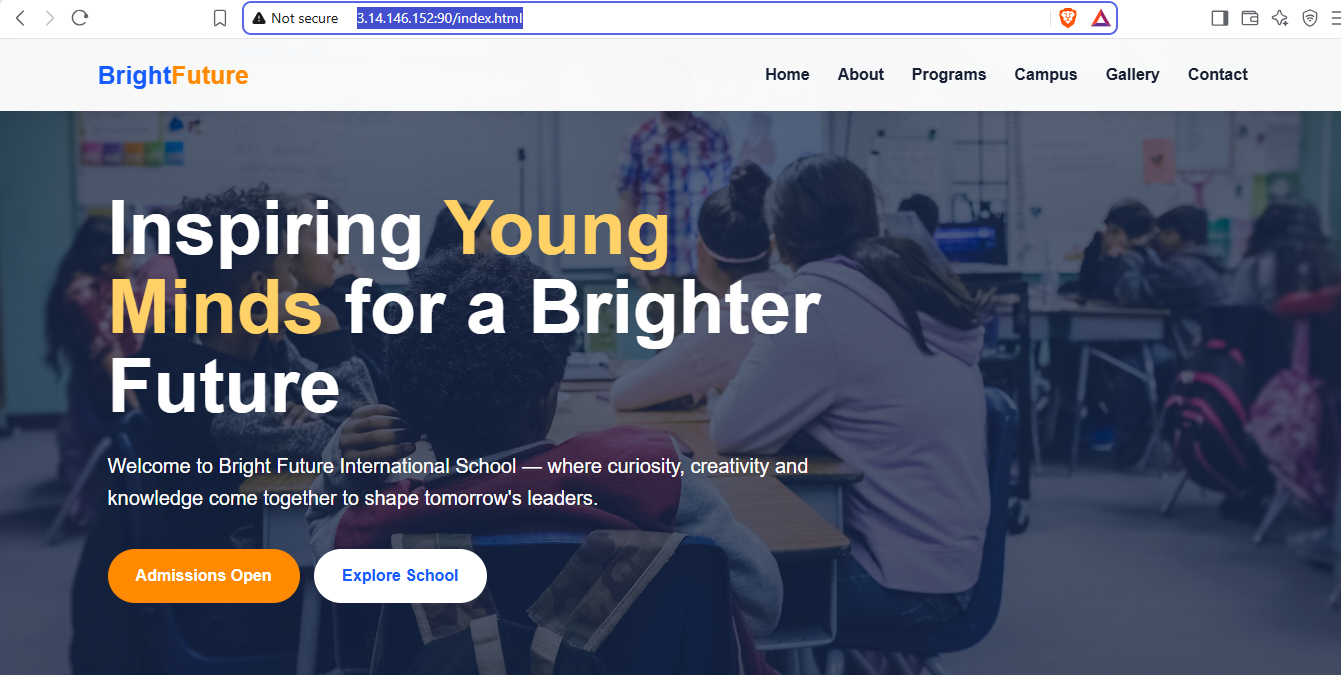 Not secure 3.14.146.152:90/index.html
BrightFuture
Home About Programs Campus Gallery Contact
Inspiring Young
Minds for a Brighter
Future
Welcome to Bright Future International School — where curiosity, creativity and
knowledge come together to shape tomorrow's leaders.
Admissions Open Explore School